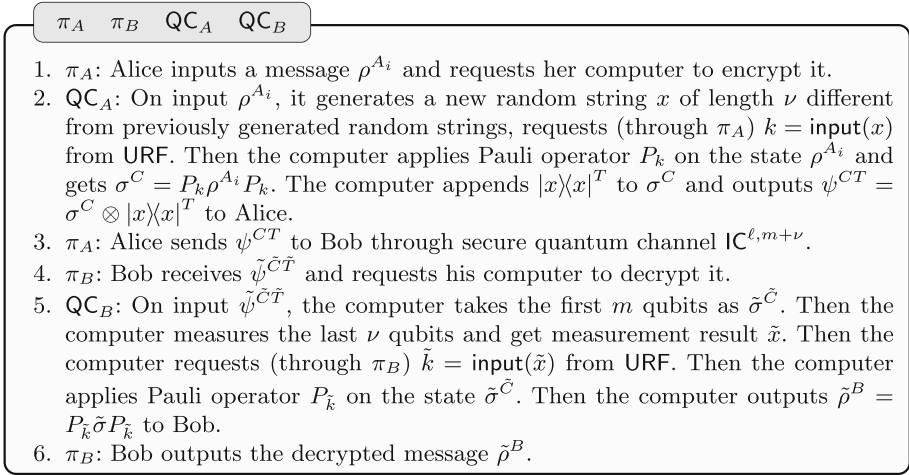 π_A π_B QC_A QC_B
1. π_A: Alice inputs a message ρ^{A_i} and requests her computer to encrypt it.
2. QC_A: On input ρ^{A_i}, it generates a new random string x of length ν different
from previously generated random strings, requests (through π_A) k = input(x)
from URF. Then the computer applies Pauli operator P_k on the state ρ^{A_i} and
gets σ^C = P_kρ^{A_i}P_k. The computer appends |x⟩⟨x|^T to σ^C and outputs ψ^{CT} =
σ^C ⊗ |x⟩⟨x|^T to Alice.
3. π_A: Alice sends ψ^{CT} to Bob through secure quantum channel IC^{ℓ,m+ν}.
4. π_B: Bob receives ψ̃^{C̃T̃} and requests his computer to decrypt it.
5. QC_B: On input ψ̃^{C̃T̃}, the computer takes the first m qubits as σ̃^{C̃}. Then the
computer measures the last ν qubits and get measurement result x̃. Then the
computer requests (through π_B) k̃ = input(x̃) from URF. Then the computer
applies Pauli operator P_{k̃} on the state σ̃^{C̃}. Then the computer outputs ρ̃^B =
P_{k̃}σ̃P_{k̃} to Bob.
6. π_B: Bob outputs the decrypted message ρ̃^B.